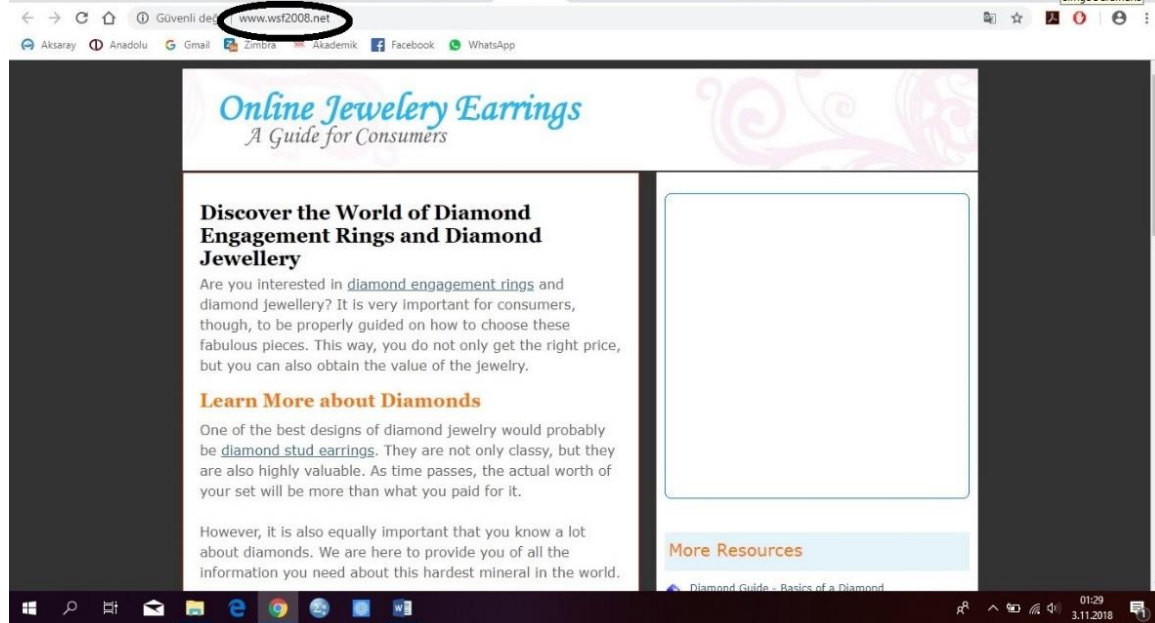 Güvenli değ
www.wsf2008.net
Aksaray Anadolu Gmail Zimbra Akademik Facebook WhatsApp
Online Jewelery Earrings
A Guide for Consumers
Discover the World of Diamond
Engagement Rings and Diamond
Jewellery
Are you interested in diamond engagement rings and
diamond jewellery? It is very important for consumers,
though, to be properly guided on how to choose these
fabulous pieces. This way, you do not only get the right price,
but you can also obtain the value of the jewelry.
Learn More about Diamonds
One of the best designs of diamond jewelry would probably
be diamond stud earrings. They are not only classy, but they
are also highly valuable. As time passes, the actual worth of
your set will be more than what you paid for it.
However, it is also equally important that you know a lot
about diamonds. We are here to provide you of all the
information you need about this hardest mineral in the world.
More Resources
Diamond Guide - Basics of a Diamond
01:29
3.11.2018